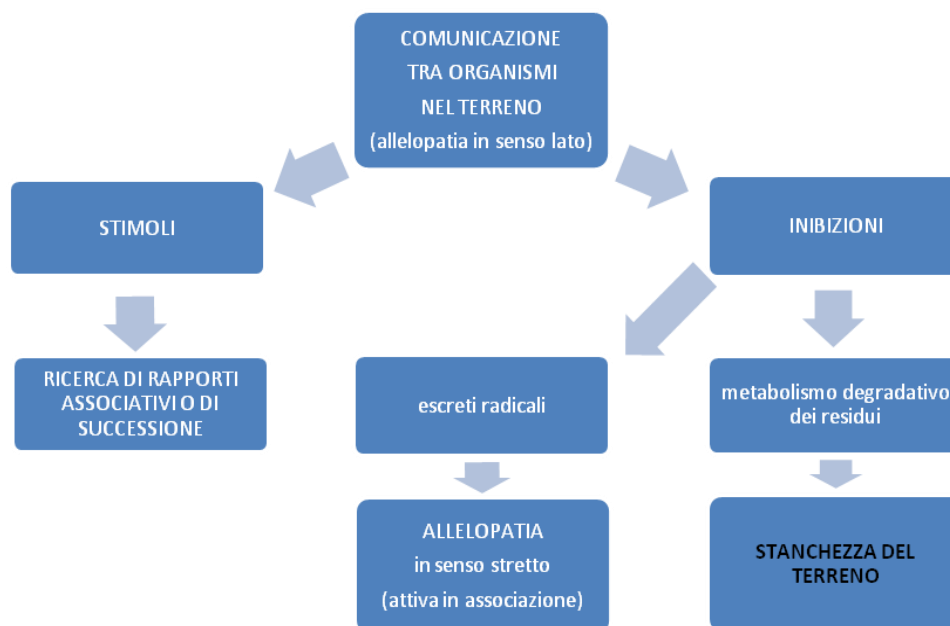 COMUNICAZIONE
TRA ORGANISMI
NEL TERRENO
(allelopatia in senso lato)
STIMOLI
INIBIZIONI
RICERCA DI RAPPORTI
ASSOCIATIVI O DI
SUCCESSIONE
escreti radicali
metabolismo degradativo
dei residui
ALLELOPATIA
in senso stretto
(attiva in associazione)
STANCHEZZA DEL
TERRENO